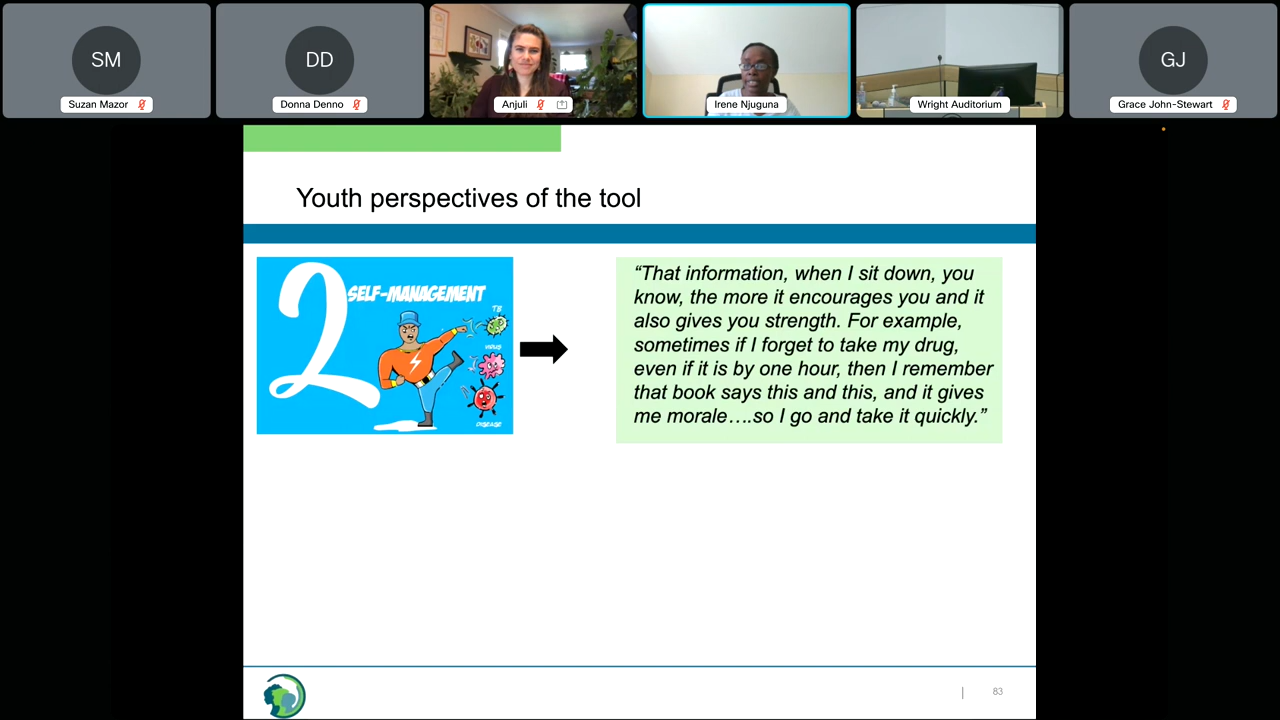 SM
DD
GJ
Suzan Mazor
Donna Denno
Anjuli
Irene Njuguna
Wright Auditorium
Grace John-Stewart
Youth perspectives of the tool
2
SELF-MANAGEMENT
TB
VIRUS
DISEASE
“That information, when I sit down, you
know, the more it encourages you and it
also gives you strength. For example,
sometimes if I forget to take my drug,
even if it is by one hour, then I remember
that book says this and this, and it gives
me morale….so I go and take it quickly.”
83